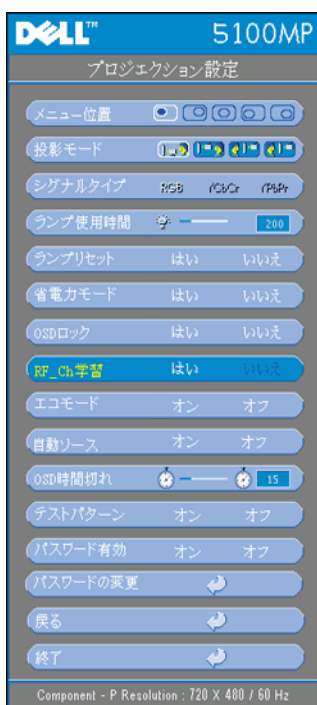 DELL™ 5100MP
プロジェクション設定
メニュー位置
投影モード
シグナルタイプ RGB YCbCr YPbPr
ランプ使用時間 200
ランプリセット はい いいえ
省電力モード はい いいえ
OSDロック はい いいえ
RF_Ch学習 はい いいえ
エコモード オン オフ
自動ソース オン オフ
OSD時間切れ 15
テストパターン オン オフ
パスワード有効 オン オフ
パスワードの変更
戻る
終了
Component - P Resolution : 720 X 480 / 60 Hz